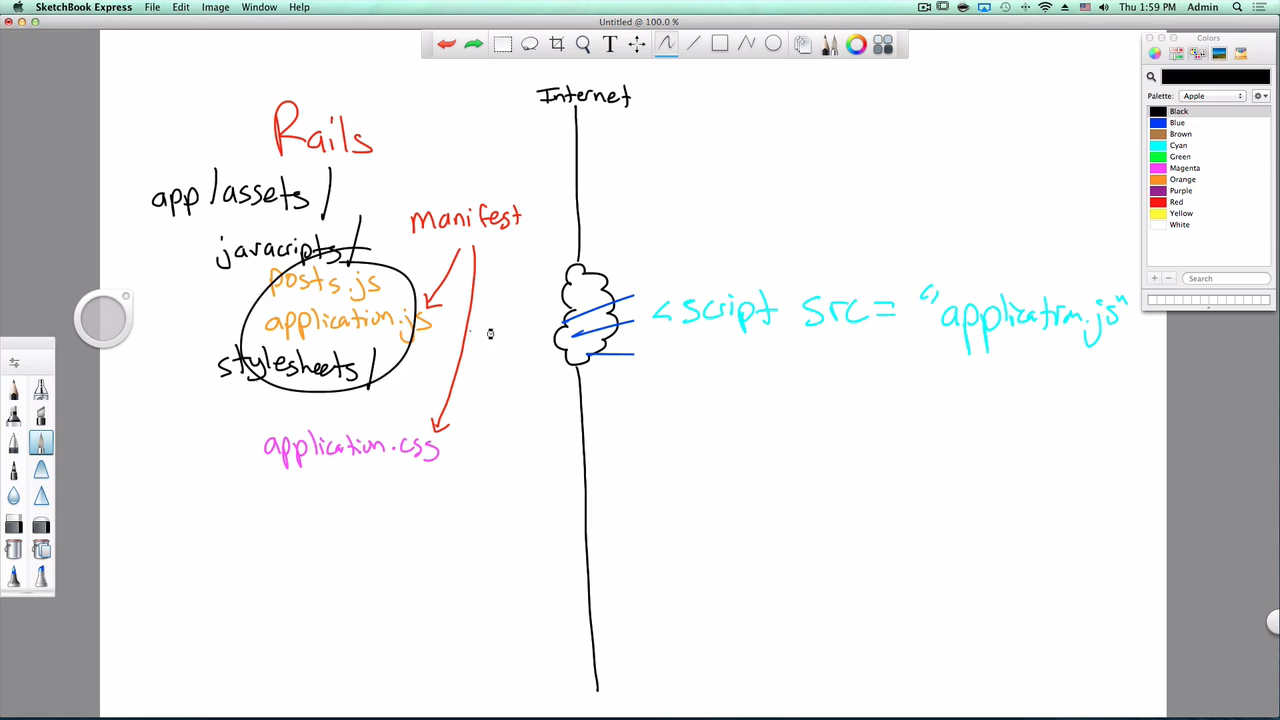 SketchBook Express File Edit Image Window Help Thu 1:59 PM Admin
Untitled @ 100.0 %
Colors
Palette: Apple
Black
Blue
Brown
Cyan
Green
Magenta
Orange
Purple
Red
Yellow
White
Search
Internet
Rails
app/assets/
manifest
javacripts/
posts.js
application.js
stylesheets/
application.css
<script src= "application.js"